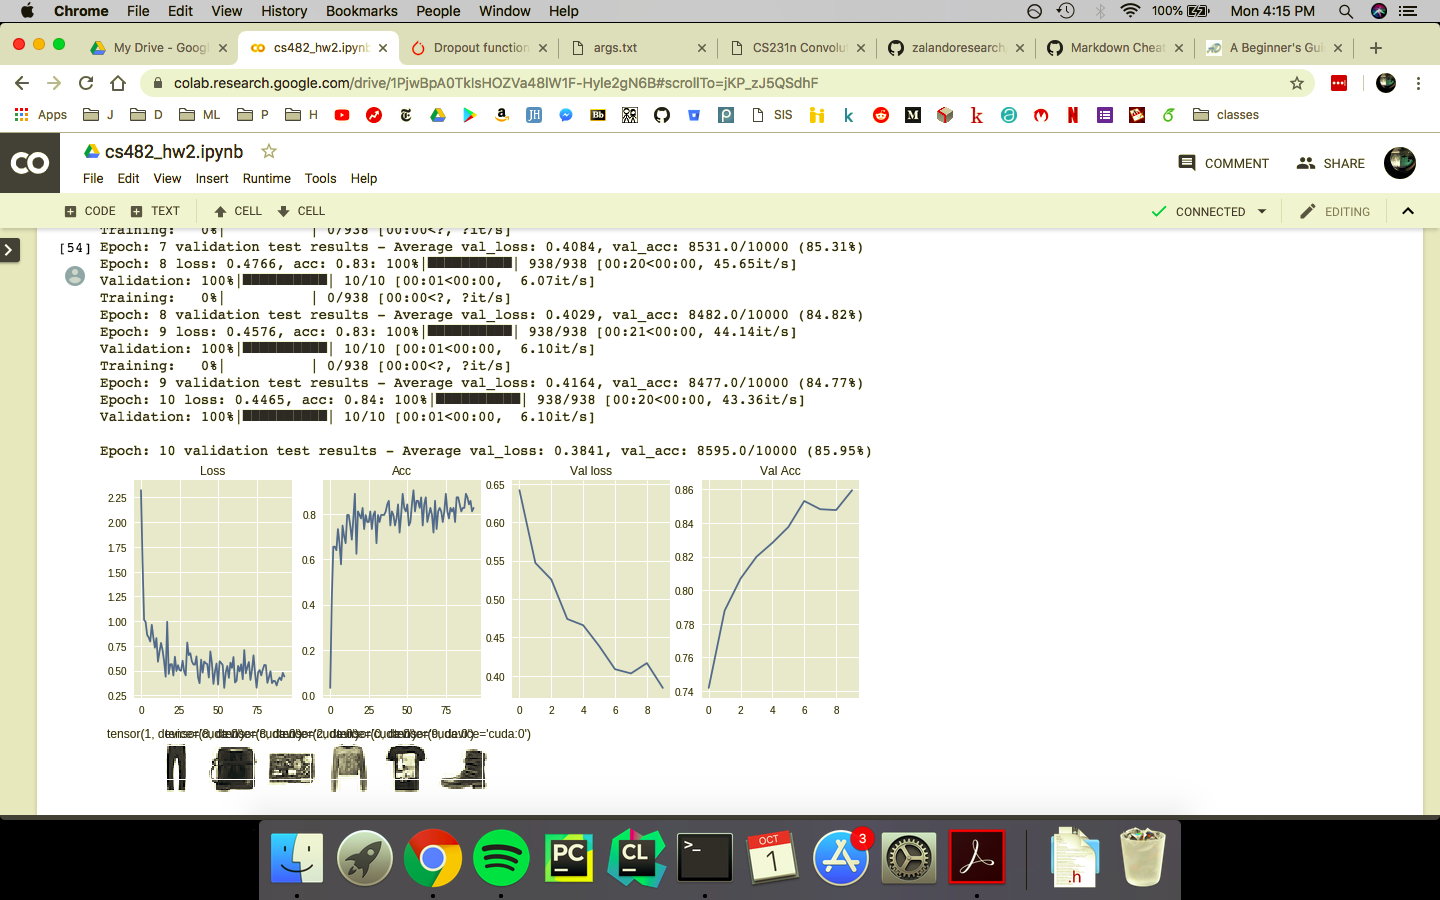 Chrome File Edit View History Bookmarks People Window Help 100% Mon 4:15 PM
My Drive - Googl cs482_hw2.ipynb Dropout function args.txt CS231n Convolu zalandoresearch Markdown Cheat A Beginner's Gui
colab.research.google.com/drive/1PjwBpA0TklsHOZVa48lW1F-Hyle2gN6B#scrollTo=jKP_zJ5QSdhF
Apps J D ML P H JH Bb SIS classes
cs482_hw2.ipynb
COMMENT SHARE
File Edit View Insert Runtime Tools Help
CODE TEXT CELL CELL CONNECTED EDITING
Training: 0%| | 0/938 [00:00<?, ?it/s]
[54] Epoch: 7 validation test results - Average val_loss: 0.4084, val_acc: 8531.0/10000 (85.31%)
Epoch: 8 loss: 0.4766, acc: 0.83: 100%|██████████| 938/938 [00:20<00:00, 45.65it/s]
Validation: 100%|██████████| 10/10 [00:01<00:00, 6.07it/s]
Training: 0%| | 0/938 [00:00<?, ?it/s]
Epoch: 8 validation test results - Average val_loss: 0.4029, val_acc: 8482.0/10000 (84.82%)
Epoch: 9 loss: 0.4576, acc: 0.83: 100%|██████████| 938/938 [00:21<00:00, 44.14it/s]
Validation: 100%|██████████| 10/10 [00:01<00:00, 6.10it/s]
Training: 0%| | 0/938 [00:00<?, ?it/s]
Epoch: 9 validation test results - Average val_loss: 0.4164, val_acc: 8477.0/10000 (84.77%)
Epoch: 10 loss: 0.4465, acc: 0.84: 100%|██████████| 938/938 [00:20<00:00, 43.36it/s]
Validation: 100%|██████████| 10/10 [00:01<00:00, 6.10it/s]
Epoch: 10 validation test results - Average val_loss: 0.3841, val_acc: 8595.0/10000 (85.95%)
Loss Acc Val loss Val Acc
2.25
2.00
1.75
1.50
1.25
1.00
0.75
0.50
0.25
0 25 50 75
0.8
0.6
0.4
0.2
0.0
0 25 50 75
0.65
0.60
0.55
0.50
0.45
0.40
0 2 4 6 8
0.86
0.84
0.82
0.80
0.78
0.76
0.74
0 2 4 6 8
tensor(1, device='cuda:0')
PC CL >_ OCT 1 3 .h